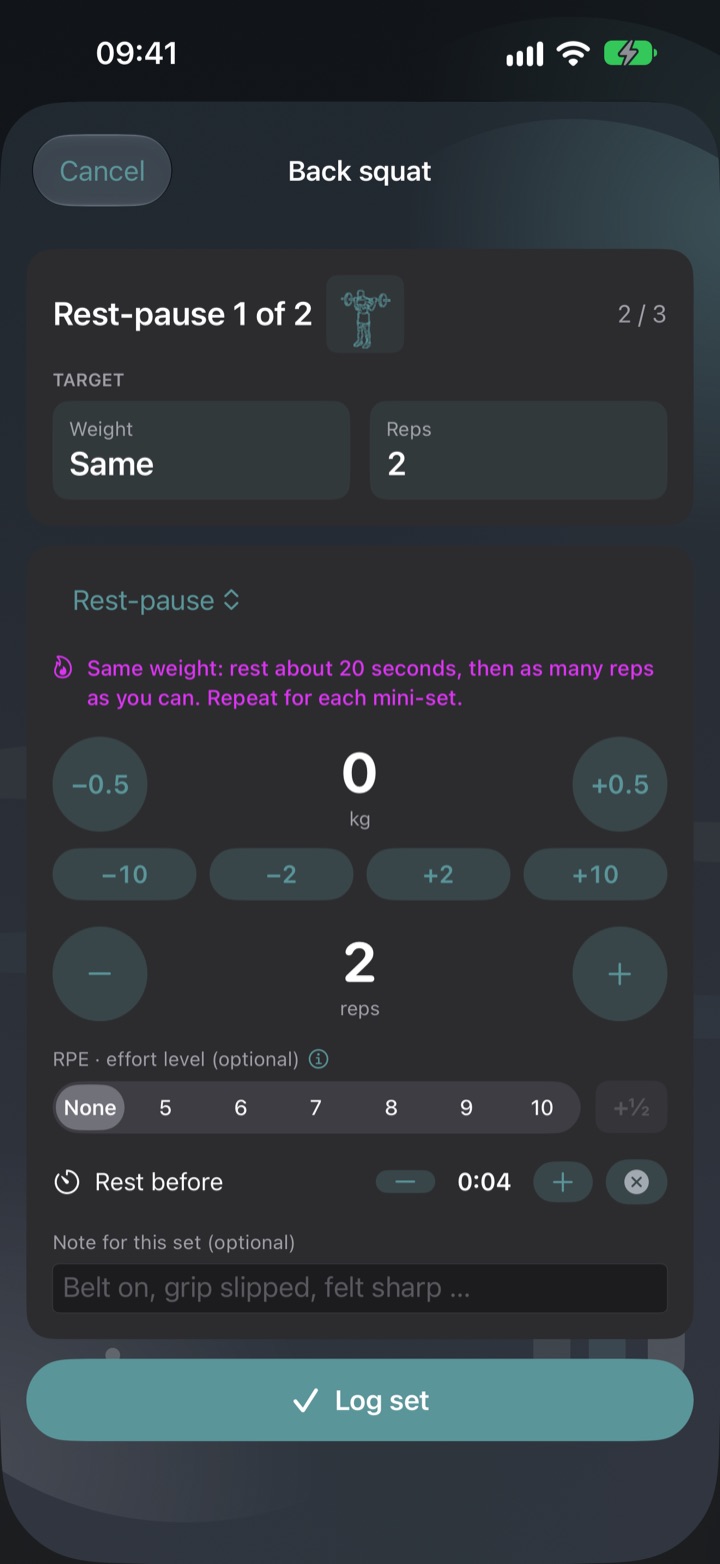 09:41
Cancel
Back squat
Rest-pause 1 of 2
2 / 3
TARGET
Weight
Same
Reps
2
Rest-pause
Same weight: rest about 20 seconds, then as many reps
as you can. Repeat for each mini-set.
−0.5
0
kg
+0.5
−10
−2
+2
+10
−
2
reps
+
RPE · effort level (optional)
None 5 6 7 8 9 10 +½
Rest before
−
0:04
+
Note for this set (optional)
Belt on, grip slipped, felt sharp ...
Log set